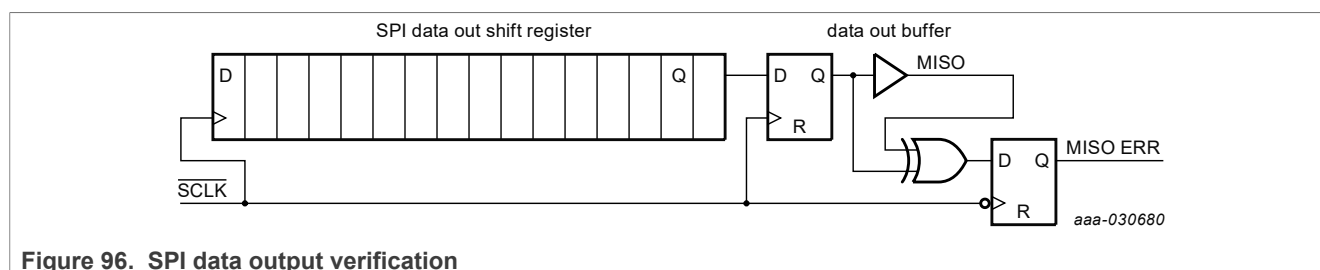 SPI data out shift register
data out buffer
D
Q
D
Q
R
MISO
SCLK
D
Q
R
MISO ERR
aaa-030680
Figure 96. SPI data output verification